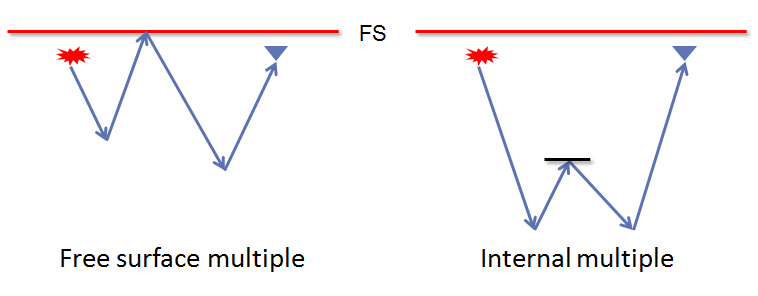 FS
Free surface multiple
Internal multiple